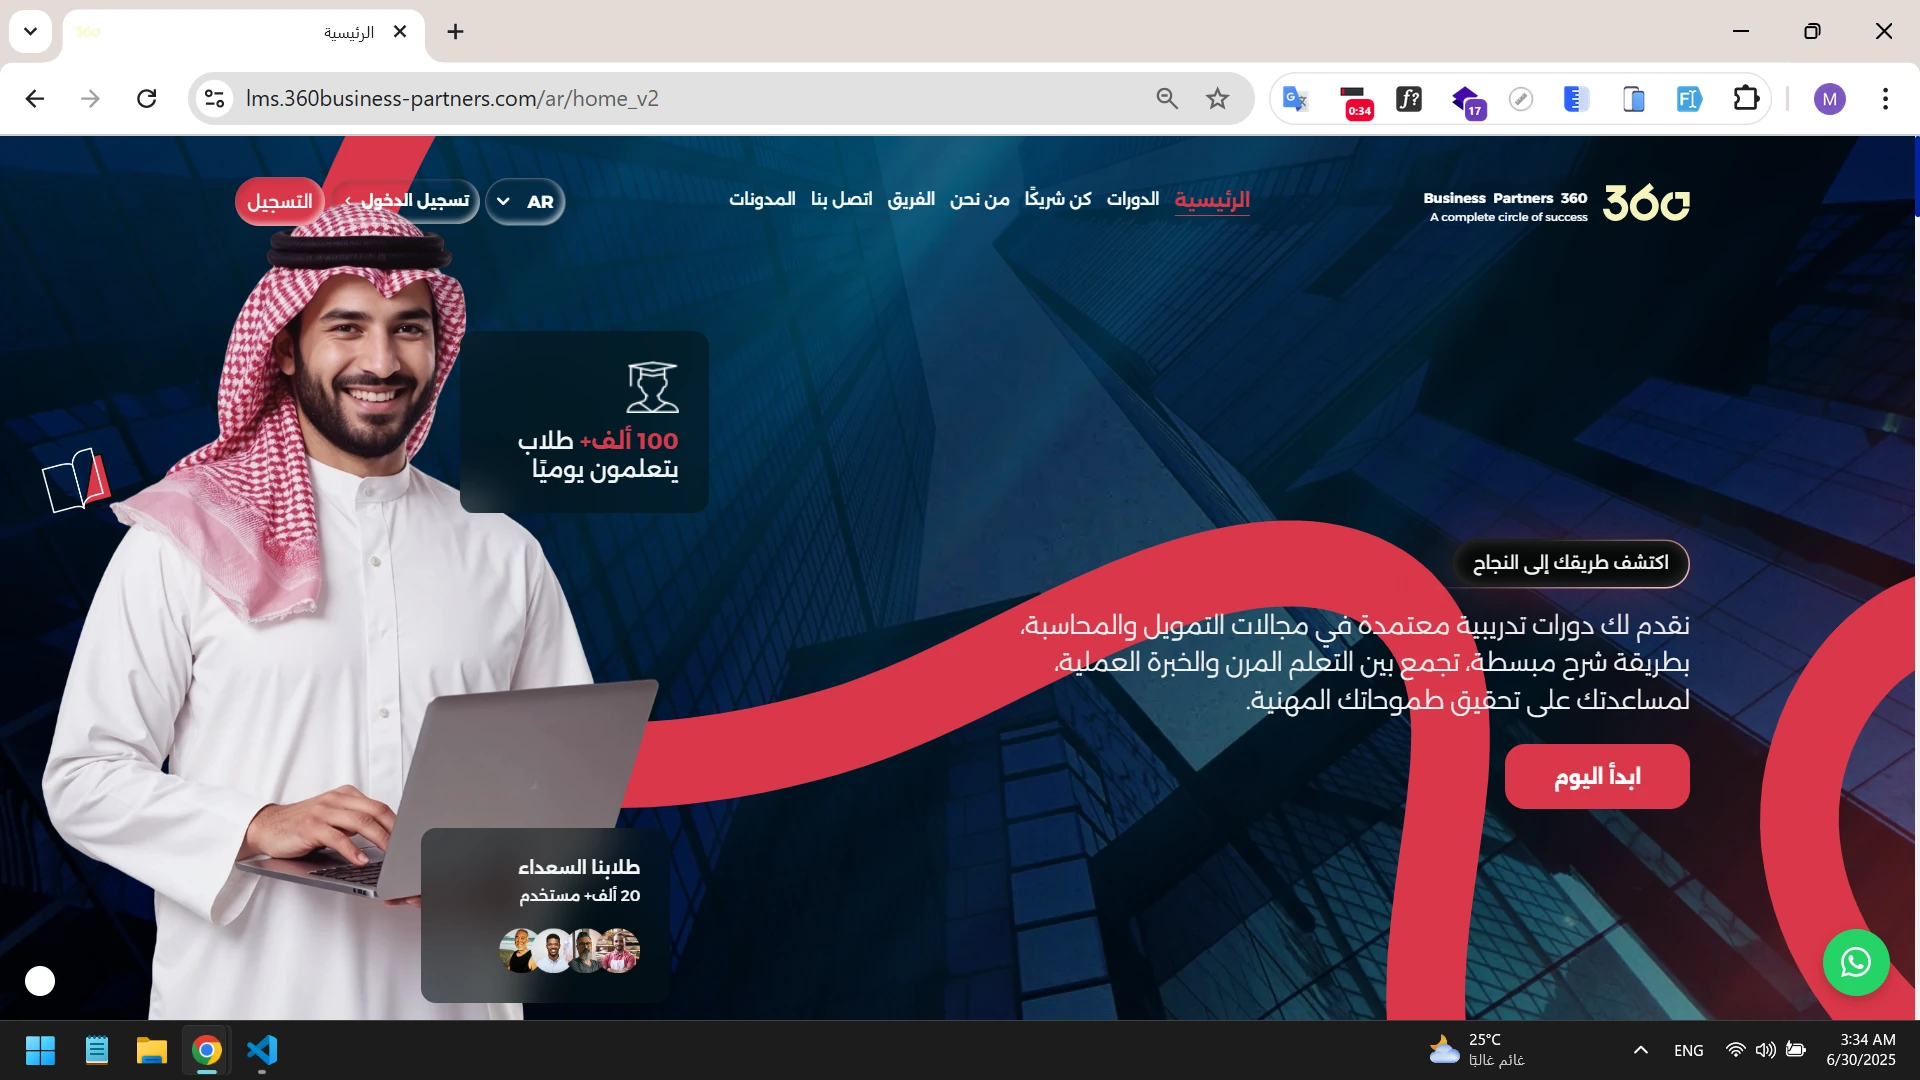 الرئيسية
lms.360business-partners.com/ar/home_v2
0:34
f?
17
M
Business Partners 360
A complete circle of success
360
الرئيسية
الدورات
كن شريكًا
من نحن
الفريق
اتصل بنا
المدونات
AR
تسجيل الدخول
التسجيل
100 ألف+ طلاب
يتعلمون يوميًا
اكتشف طريقك إلى النجاح
نقدم لك دورات تدريبية معتمدة في مجالات التمويل والمحاسبة،
بطريقة شرح مبسطة، تجمع بين التعلم المرن والخبرة العملية،
لمساعدتك على تحقيق طموحاتك المهنية.
ابدأ اليوم
طلابنا السعداء
20 ألف+ مستخدم
25°C
غائم غالبًا
ENG
3:34 AM
6/30/2025